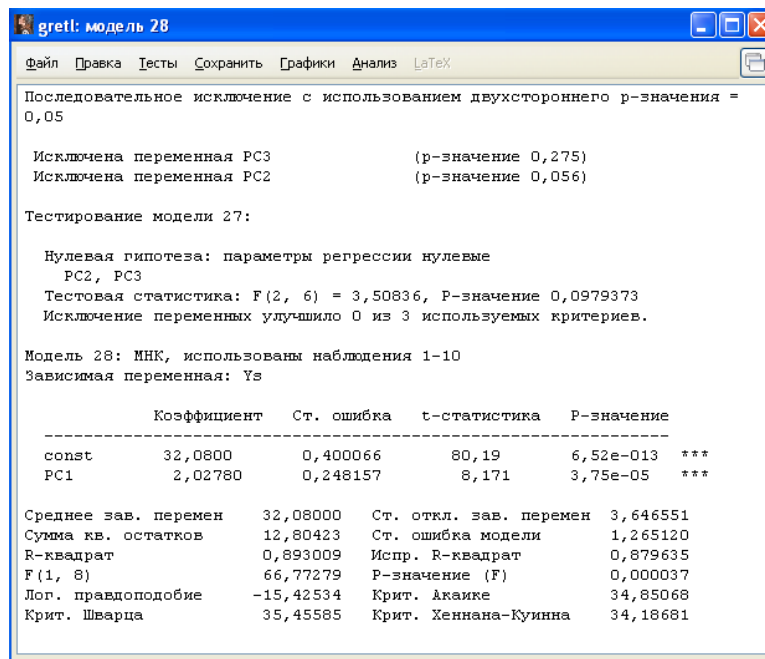 gretl: модель 28
Файл Правка Тесты Сохранить Графики Анализ LaTeX
Последовательное исключение с использованием двухстороннего p-значения =
0,05
Исключена переменная PC3 (p-значение 0,275)
Исключена переменная PC2 (p-значение 0,056)
Тестирование модели 27:
Нулевая гипотеза: параметры регрессии нулевые
PC2, PC3
Тестовая статистика: F(2, 6) = 3,50836, P-значение 0,0979373
Исключение переменных улучшило 0 из 3 используемых критериев.
Модель 28: МНК, использованы наблюдения 1-10
Зависимая переменная: Ys
Коэффициент Ст. ошибка t-статистика P-значение
---------------------------------------------------------------
const 32,0800 0,400066 80,19 6,52e-013 ***
PC1 2,02780 0,248157 8,171 3,75e-05 ***
Среднее зав. перемен 32,08000 Ст. откл. зав. перемен 3,646551
Сумма кв. остатков 12,80423 Ст. ошибка модели 1,265120
R-квадрат 0,893009 Испр. R-квадрат 0,879635
F(1, 8) 66,77279 P-значение (F) 0,000037
Лог. правдоподобие -15,42534 Крит. Акаике 34,85068
Крит. Шварца 35,45585 Крит. Хеннана-Куинна 34,18681